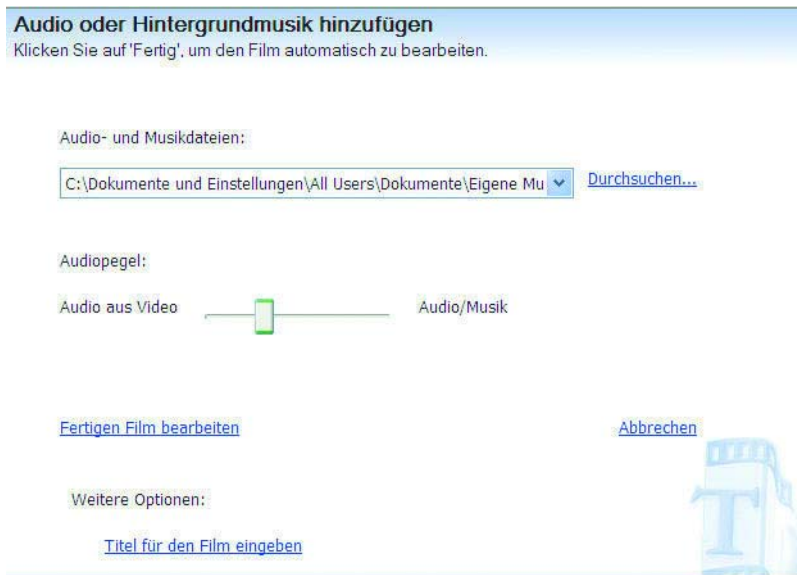 Audio oder Hintergrundmusik hinzufügen
Klicken Sie auf 'Fertig', um den Film automatisch zu bearbeiten.
Audio- und Musikdateien:
C:\Dokumente und Einstellungen\All Users\Dokumente\Eigene Mu
Durchsuchen...
Audiopegel:
Audio aus Video
Audio/Musik
Fertigen Film bearbeiten
Abbrechen
Weitere Optionen:
Titel für den Film eingeben
T